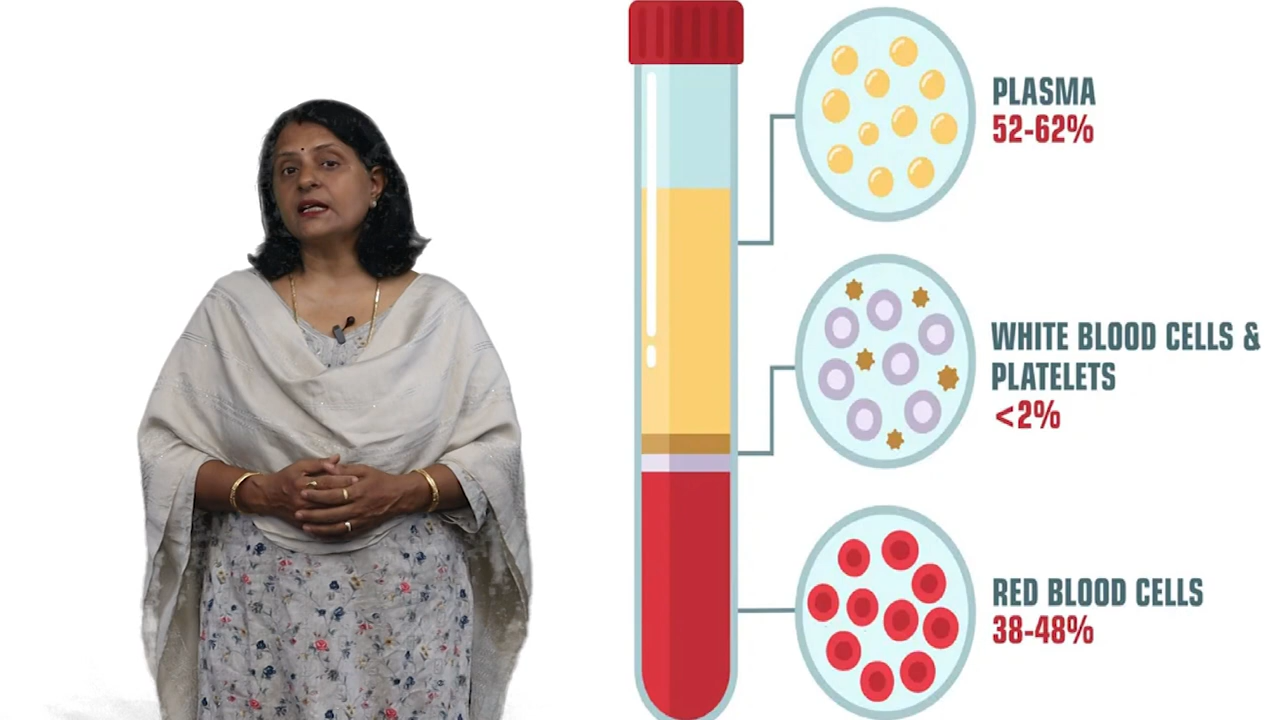 PLASMA
52-62%
WHITE BLOOD CELLS &
PLATELETS
<2%
RED BLOOD CELLS
38-48%